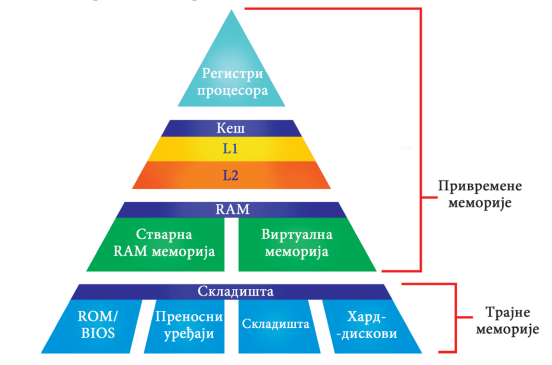 Регистри
процесора
Кеш
L1
L2
RAM
Стварна
RAM меморија
Виртуална
меморија
Привремене
меморије
Складишта
ROM/
BIOS
Преносни
уређаји
Складишта
Хард-
-дискови
Трајне
меморије